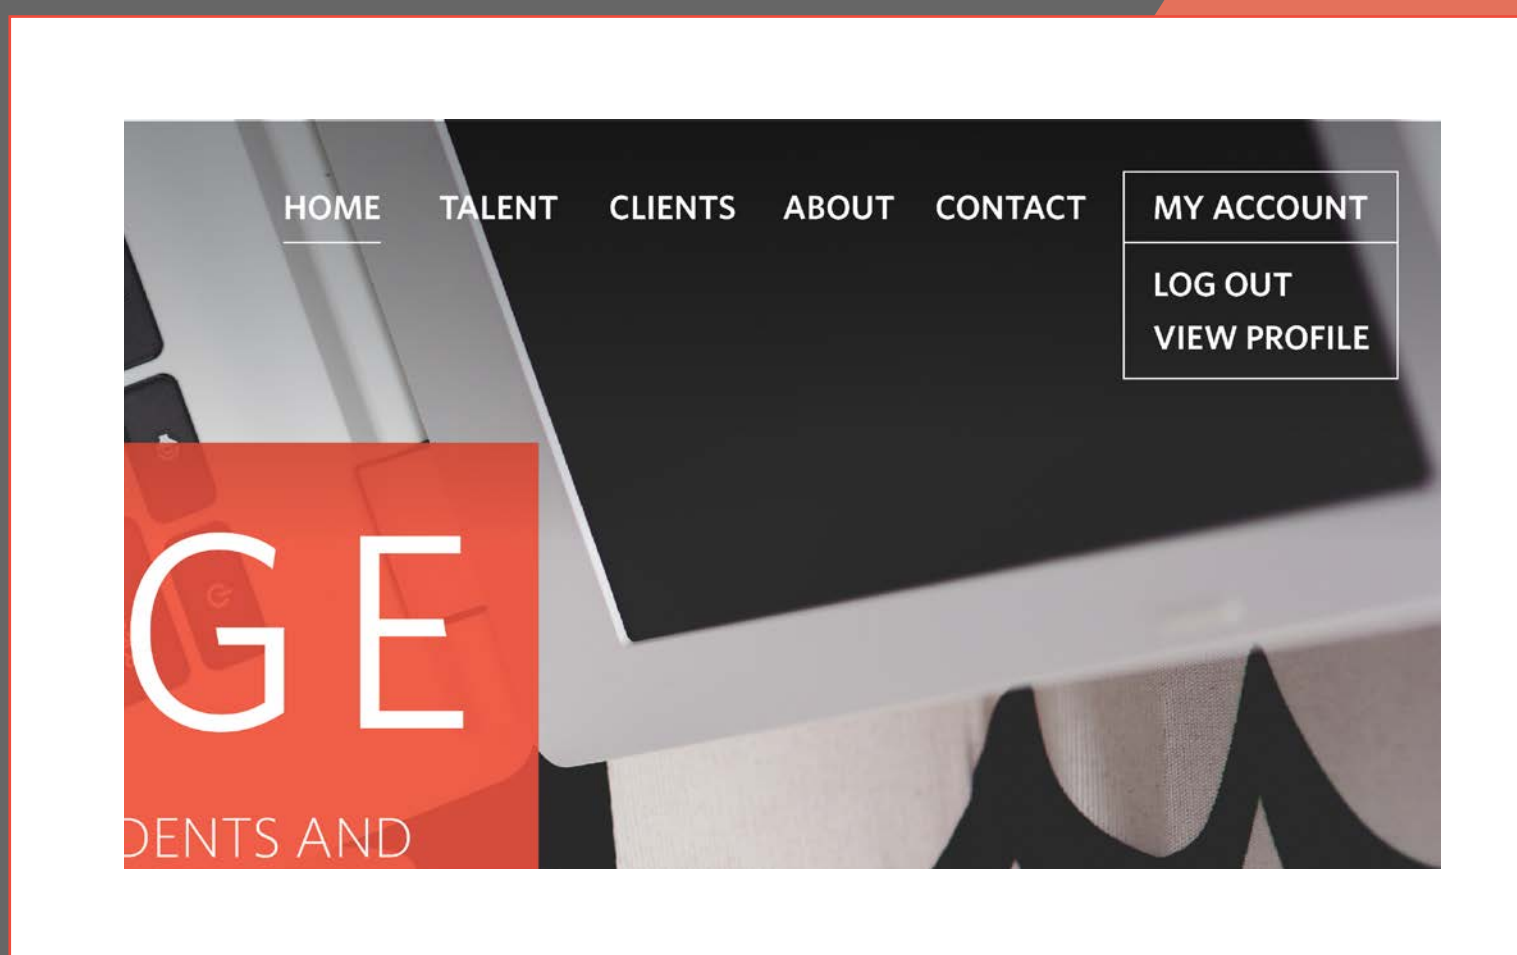 HOME TALENT CLIENTS ABOUT CONTACT MY ACCOUNT
LOG OUT
VIEW PROFILE
GE
DENTS AND